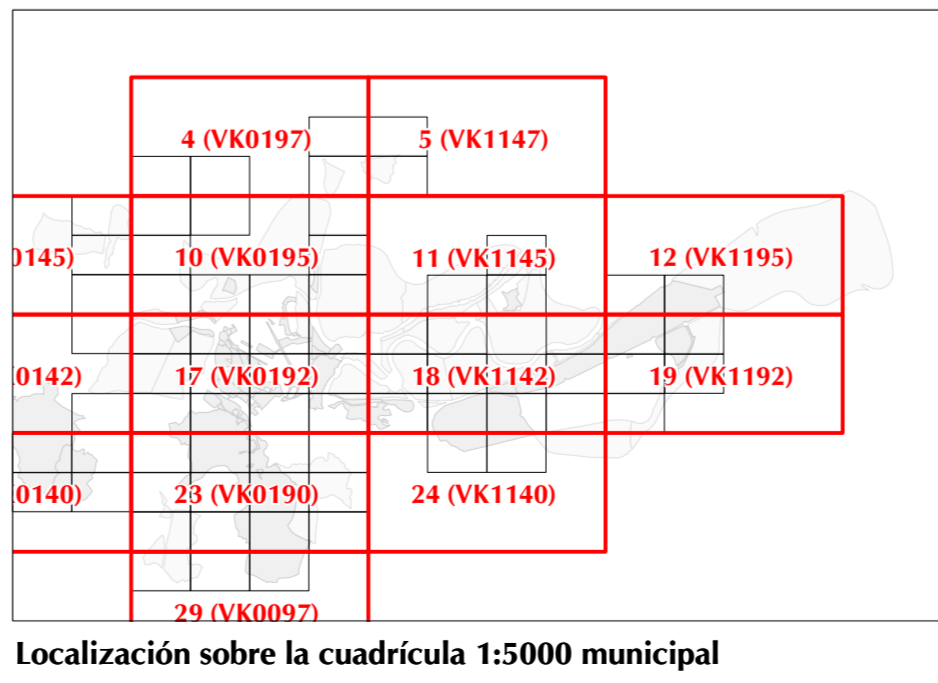 4 (VK0197) 5 (VK1147)
0145) 10 (VK0195) 11 (VK1145) 12 (VK1195)
0142) 17 (VK0192) 18 (VK1142) 19 (VK1192)
0140) 23 (VK0190) 24 (VK1140)
29 (VK0097)
Localización sobre la cuadrícula 1:5000 municipal